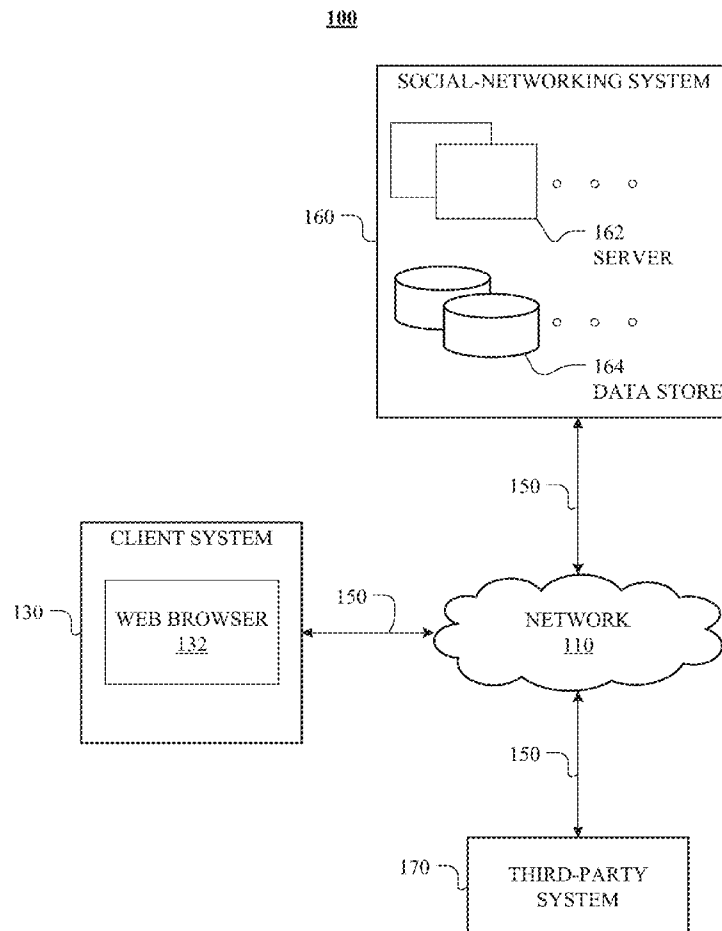 100
SOCIAL-NETWORKING SYSTEM
160
162
SERVER
164
DATA STORE
150
CLIENT SYSTEM
130
WEB BROWSER
132
150
NETWORK
110
150
170
THIRD-PARTY
SYSTEM